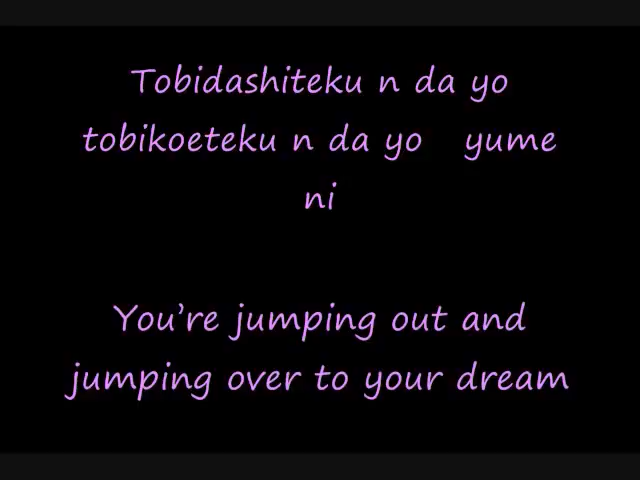 Tobidashiteku n da yo
tobikoeteku n da yo yume
ni
You're jumping out and
jumping over to your dream